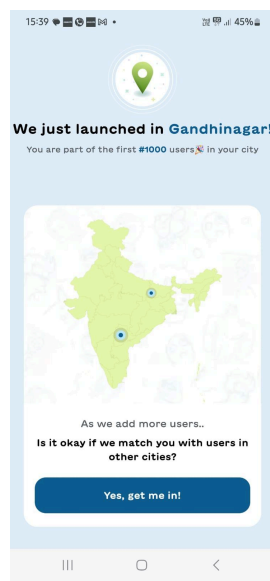 15:39
45%
We just launched in Gandhinagar!
You are part of the first #1000 users🎉 in your city
As we add more users..
Is it okay if we match you with users in
other cities?
Yes, get me in!